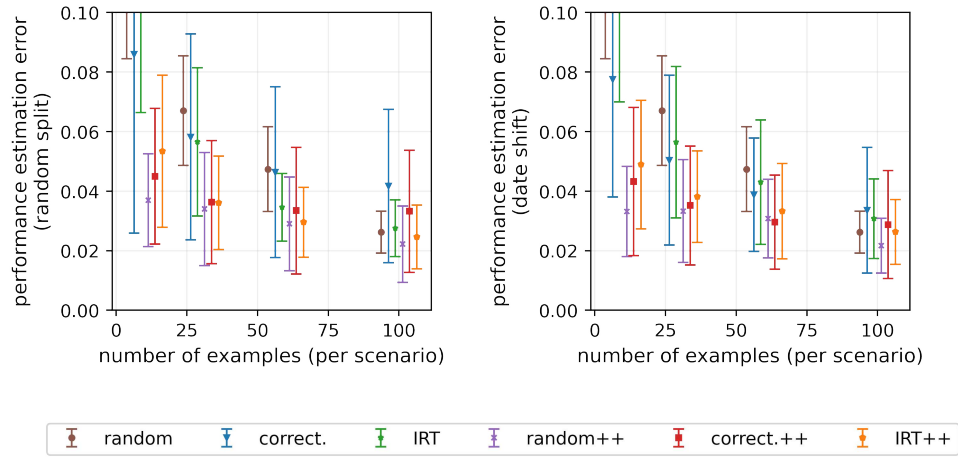 performance estimation error
(random split)
0.10
0.08
0.06
0.04
0.02
0.00
0 25 50 75 100
number of examples (per scenario)
performance estimation error
(date shift)
0.10
0.08
0.06
0.04
0.02
0.00
0 25 50 75 100
number of examples (per scenario)
random correct. IRT random++ correct.++ IRT++